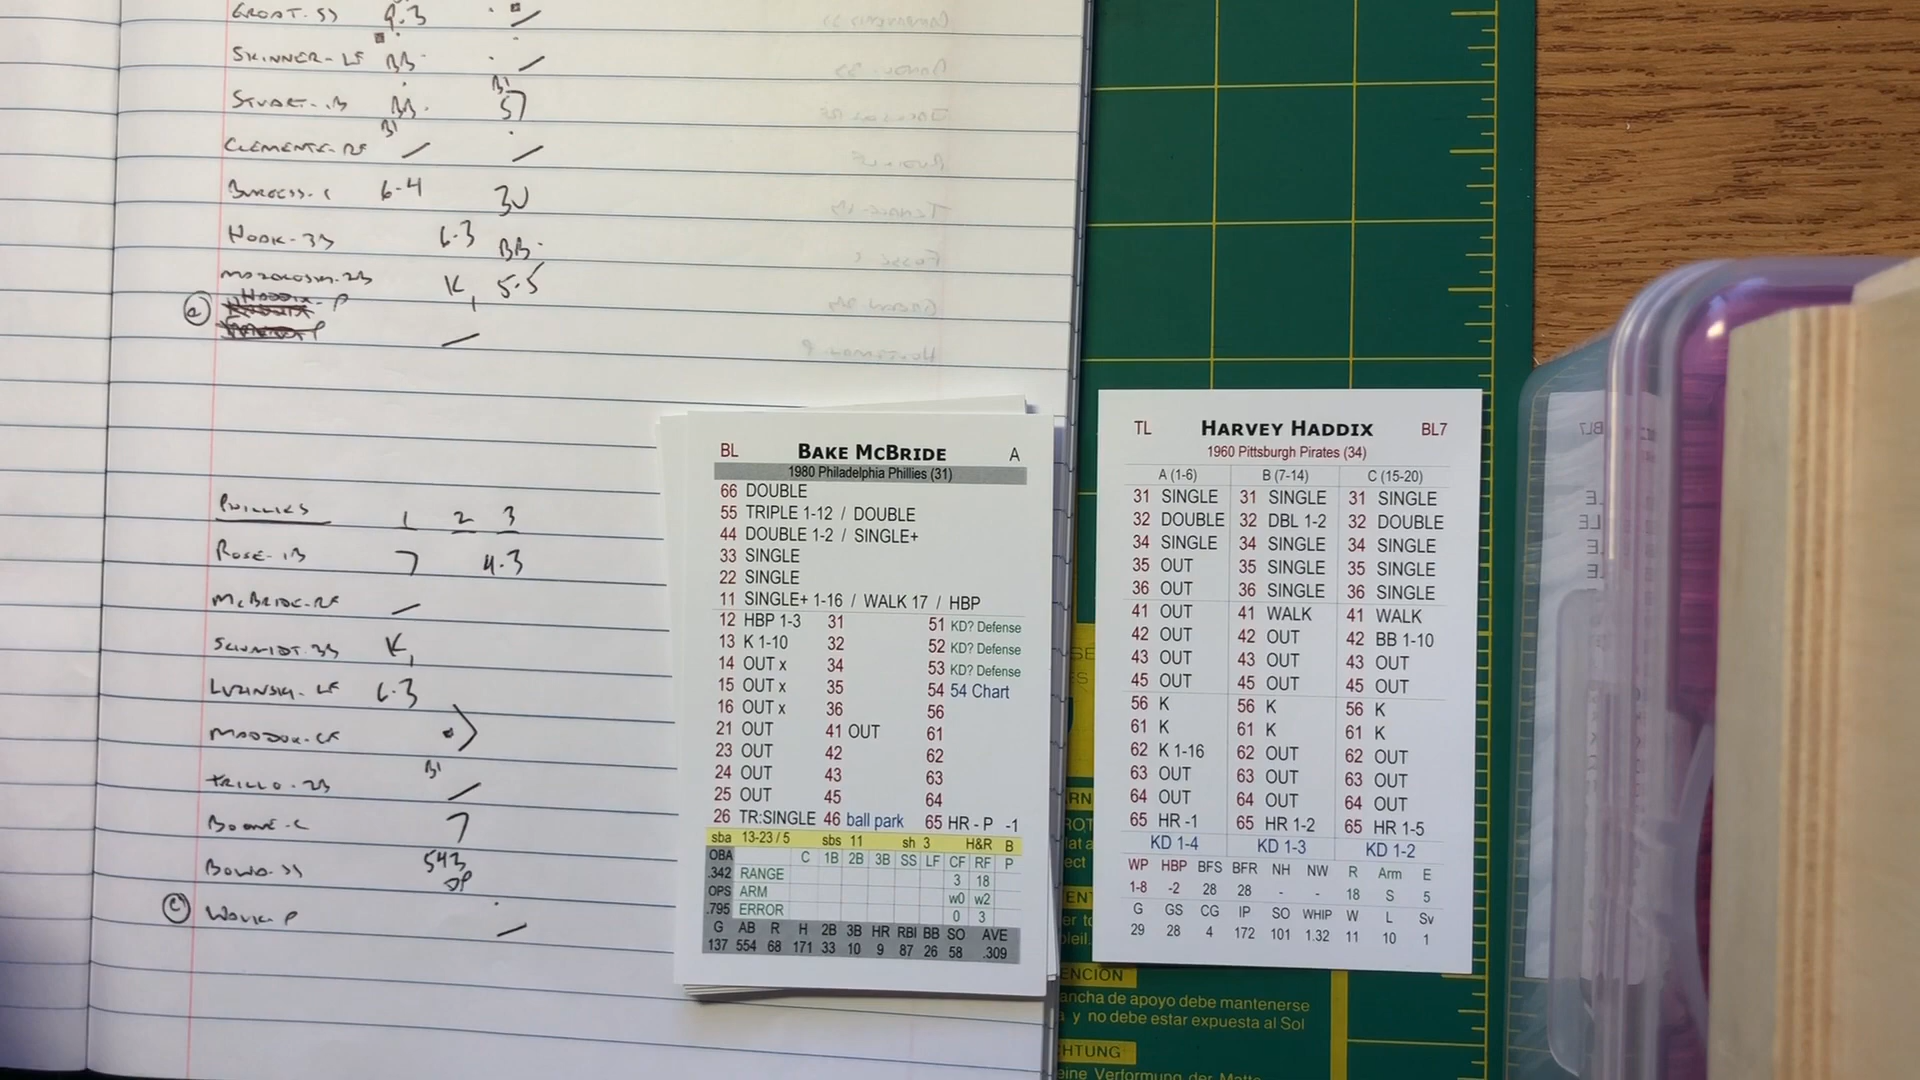 GROAT. SS 9.3
SKINNER - LF BB
STUART. 1B BB. B1 57
CLEMENTE. RF B1
BURGESS. C 6-4 3U
HOAK - 3B 6.3 BB.
MAZEROSKI. 2B K, 5-5
(a) HADDIX - P
P
PHILLIES 1 2 3
ROSE - 1B 7 4.3
McBRIDE. RF
SCHMIDT. 3B K,
LUZINSKI. LF 6.3
MADDOX. CF 7
TRILLO. 2B B1
BOONE - C 7
BOWA. SS 543 DP
(c) P
BL BAKE MCBRIDE A
1980 Philadelphia Phillies (31)
66 DOUBLE
55 TRIPLE 1-12 / DOUBLE
44 DOUBLE 1-2 / SINGLE+
33 SINGLE
22 SINGLE
11 SINGLE+ 1-16 / WALK 17 / HBP
12 HBP 1-3 31 51 KD? Defense
13 K 1-10 32 52 KD? Defense
14 OUT x 34 53 KD? Defense
15 OUT x 35 54 54 Chart
16 OUT x 36 56
21 OUT 41 OUT 61
23 OUT 42 62
24 OUT 43 63
25 OUT 45 64
26 TR:SINGLE 46 ball park 65 HR - P -1
sba 13-23 / 5 sbs 11 sh 3 H&R B
OBA C 1B 2B 3B SS LF CF RF P
.342 RANGE 3 18
OPS ARM w0 w2
.795 ERROR 0 3
G AB R H 2B 3B HR RBI BB SO AVE
137 554 68 171 33 10 9 87 26 58 .309
TL HARVEY HADDIX BL7
1960 Pittsburgh Pirates (34)
A (1-6) B (7-14) C (15-20)
31 SINGLE 31 SINGLE 31 SINGLE
32 DOUBLE 32 DBL 1-2 32 DOUBLE
34 SINGLE 34 SINGLE 34 SINGLE
35 OUT 35 SINGLE 35 SINGLE
36 OUT 36 SINGLE 36 SINGLE
41 OUT 41 WALK 41 WALK
42 OUT 42 OUT 42 BB 1-10
43 OUT 43 OUT 43 OUT
45 OUT 45 OUT 45 OUT
56 K 56 K 56 K
61 K 61 K 61 K
62 K 1-16 62 OUT 62 OUT
63 OUT 63 OUT 63 OUT
64 OUT 64 OUT 64 OUT
65 HR -1 65 HR 1-2 65 HR 1-5
KD 1-4 KD 1-3 KD 1-2
WP HBP BFS BFR NH NW R Arm E
1-8 -2 28 28 - - 18 S 5
G GS CG IP SO WHIP W L Sv
29 28 4 172 101 1.32 11 10 1
ENCIÓN
ancha de apoyo debe mantenerse
y no debe estar expuesta al Sol
CHTUNG
eine Verformung der Matte